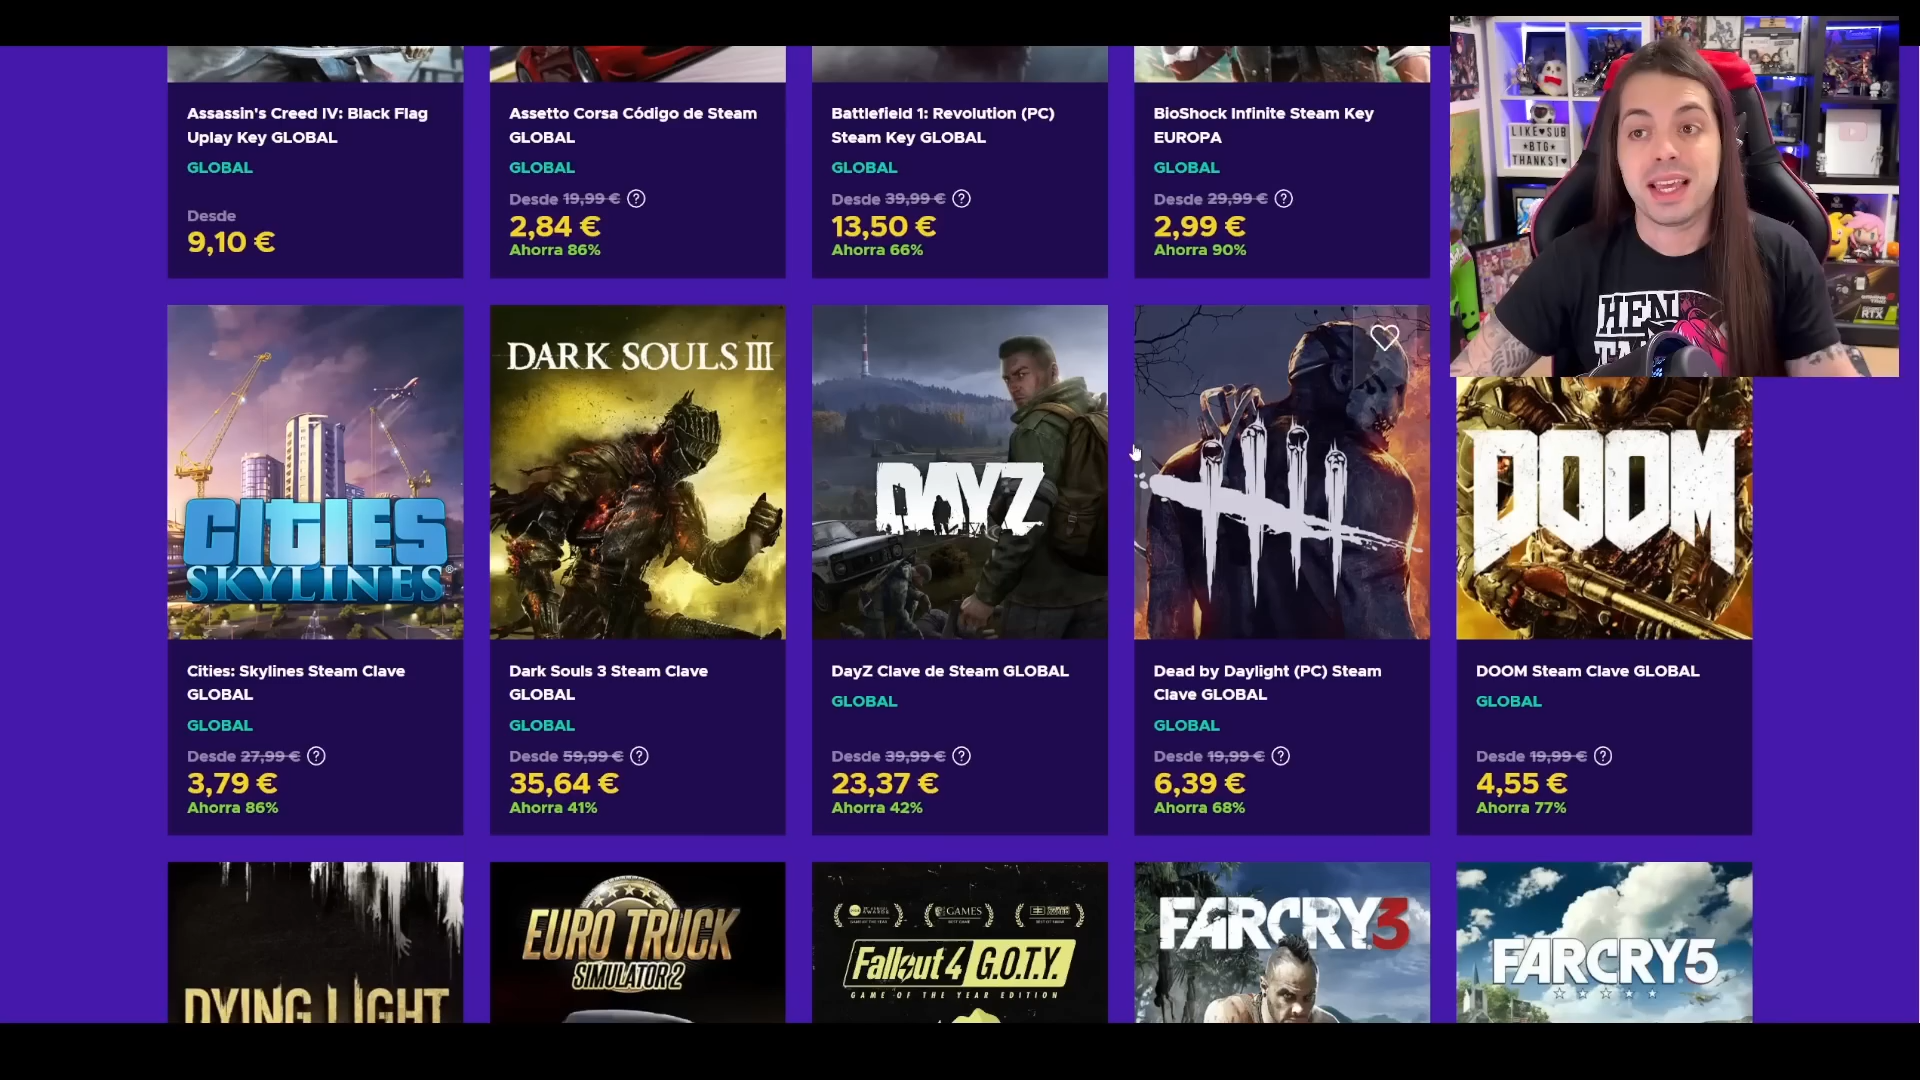 Assassin's Creed IV: Black Flag
Uplay Key GLOBAL
GLOBAL
Desde
9,10 €
Assetto Corsa Código de Steam
GLOBAL
GLOBAL
Desde 19,99 €
2,84 €
Ahorra 86%
Battlefield 1: Revolution (PC)
Steam Key GLOBAL
GLOBAL
Desde 39,99 €
13,50 €
Ahorra 66%
BioShock Infinite Steam Key
EUROPA
GLOBAL
Desde 29,99 €
2,99 €
Ahorra 90%
LIKE♥SUB
★BTG★
THANKS!♥
HEN
TA
RTX
CITIES
SKYLINES
DARK SOULS III
DAYZ
DOOM
Cities: Skylines Steam Clave
GLOBAL
GLOBAL
Desde 27,99 €
3,79 €
Ahorra 86%
Dark Souls 3 Steam Clave
GLOBAL
GLOBAL
Desde 59,99 €
35,64 €
Ahorra 41%
DayZ Clave de Steam GLOBAL
GLOBAL
Desde 39,99 €
23,37 €
Ahorra 42%
Dead by Daylight (PC) Steam
Clave GLOBAL
GLOBAL
Desde 19,99 €
6,39 €
Ahorra 68%
DOOM Steam Clave GLOBAL
GLOBAL
Desde 19,99 €
4,55 €
Ahorra 77%
DYING LIGHT
EURO TRUCK
SIMULATOR 2
Fallout 4 G.O.T.Y.
GAME OF THE YEAR EDITION
FARCRY3
FARCRY5